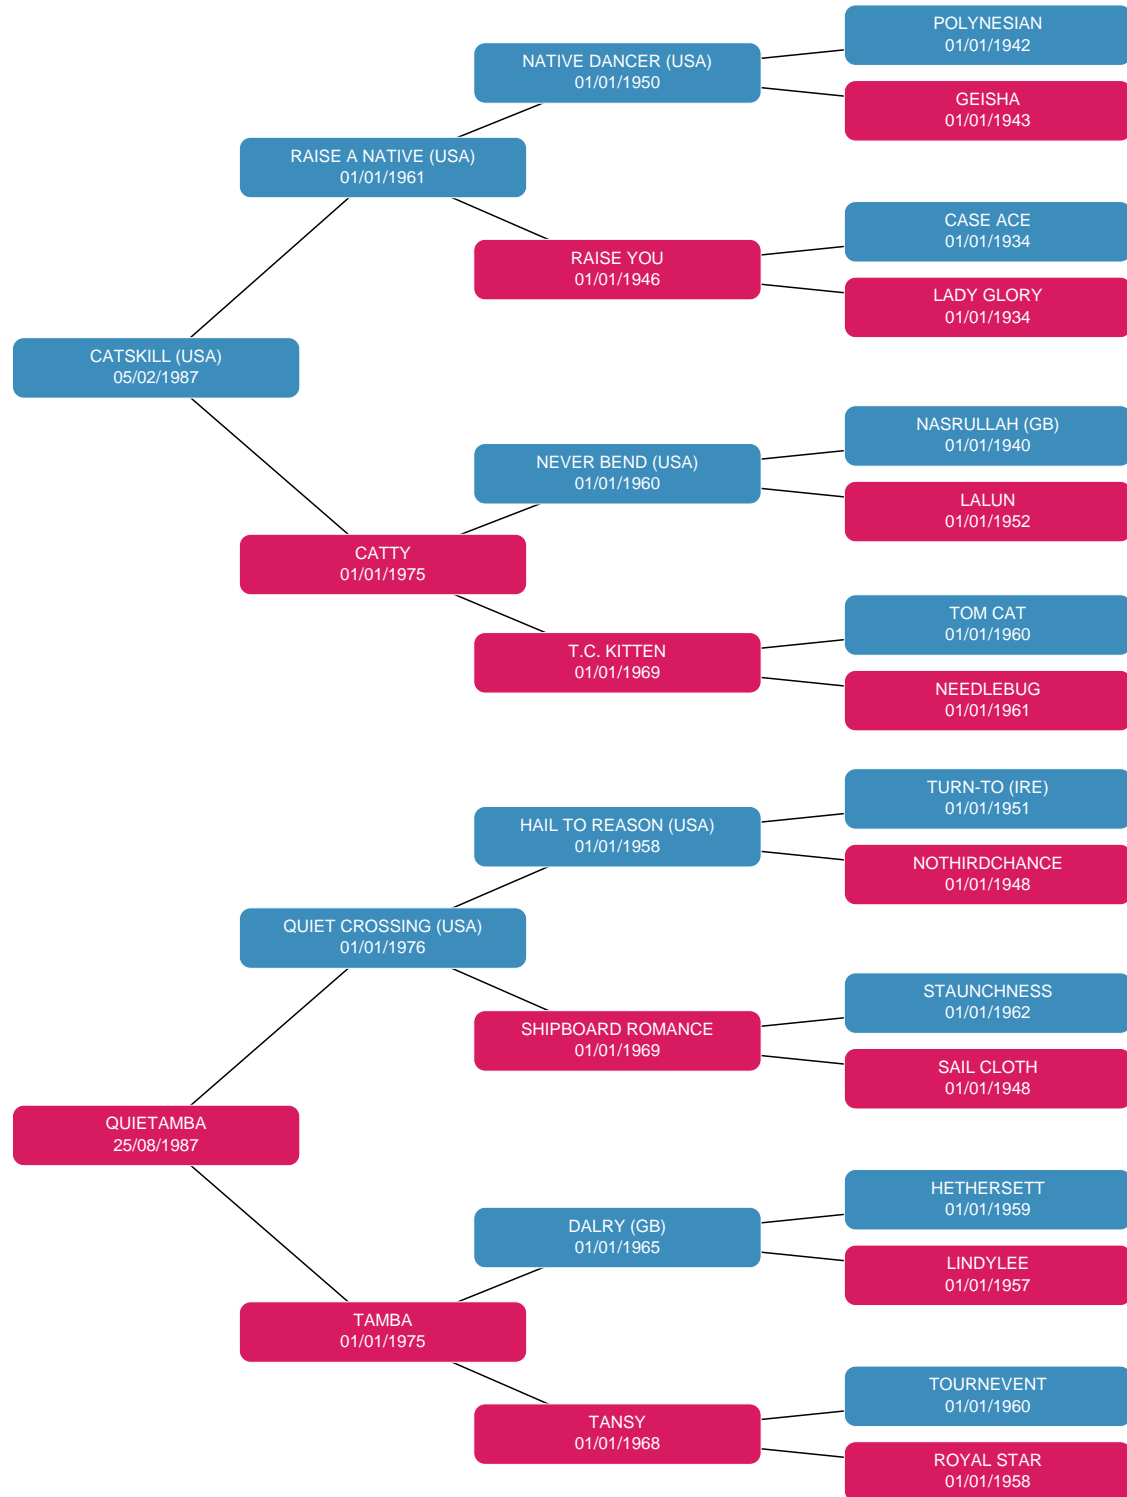 POLYNESIAN
01/01/1942
NATIVE DANCER (USA)
01/01/1950
GEISHA
01/01/1943
RAISE A NATIVE (USA)
01/01/1961
CASE ACE
01/01/1934
RAISE YOU
01/01/1946
LADY GLORY
01/01/1934
CATSKILL (USA)
05/02/1987
NASRULLAH (GB)
01/01/1940
NEVER BEND (USA)
01/01/1960
LALUN
01/01/1952
CATTY
01/01/1975
TOM CAT
01/01/1960
T.C. KITTEN
01/01/1969
NEEDLEBUG
01/01/1961
TURN-TO (IRE)
01/01/1951
HAIL TO REASON (USA)
01/01/1958
NOTHIRDCHANCE
01/01/1948
QUIET CROSSING (USA)
01/01/1976
STAUNCHNESS
01/01/1962
SHIPBOARD ROMANCE
01/01/1969
SAIL CLOTH
01/01/1948
QUIETAMBA
25/08/1987
HETHERSETT
01/01/1959
DALRY (GB)
01/01/1965
LINDYLEE
01/01/1957
TAMBA
01/01/1975
TOURNEVENT
01/01/1960
TANSY
01/01/1968
ROYAL STAR
01/01/1958